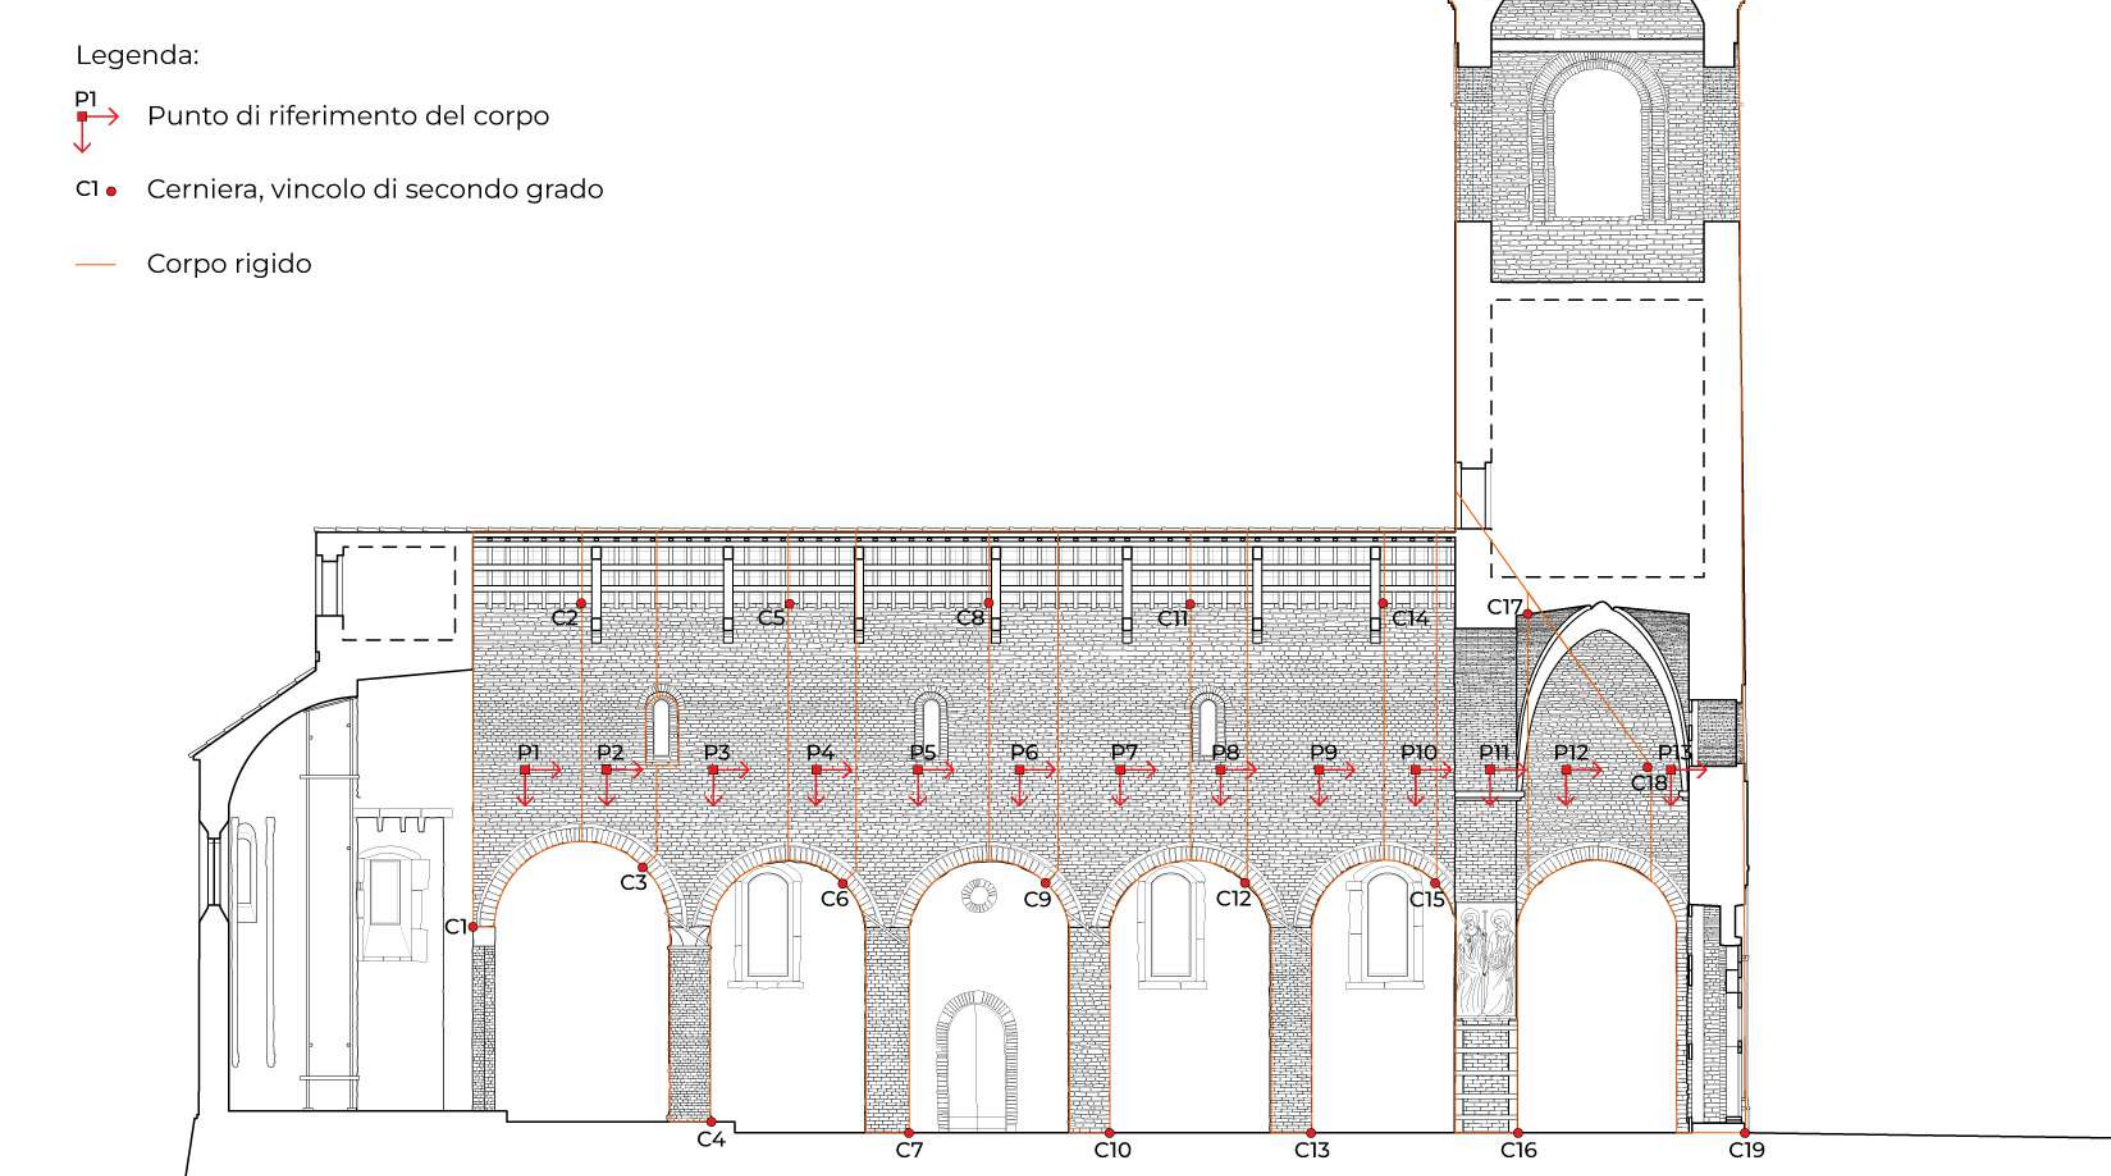 Legenda:
P1
Punto di riferimento del corpo
C1
Cerniera, vincolo di secondo grado
Corpo rigido
C17
C2
C5
C8
C11
C14
P1
P2
P3
P4
P5
P6
P7
P8
P9
P10
P11
P12
P13
C18
C3
C6
C9
C12
C15
C1
C4
C7
C10
C13
C16
C19